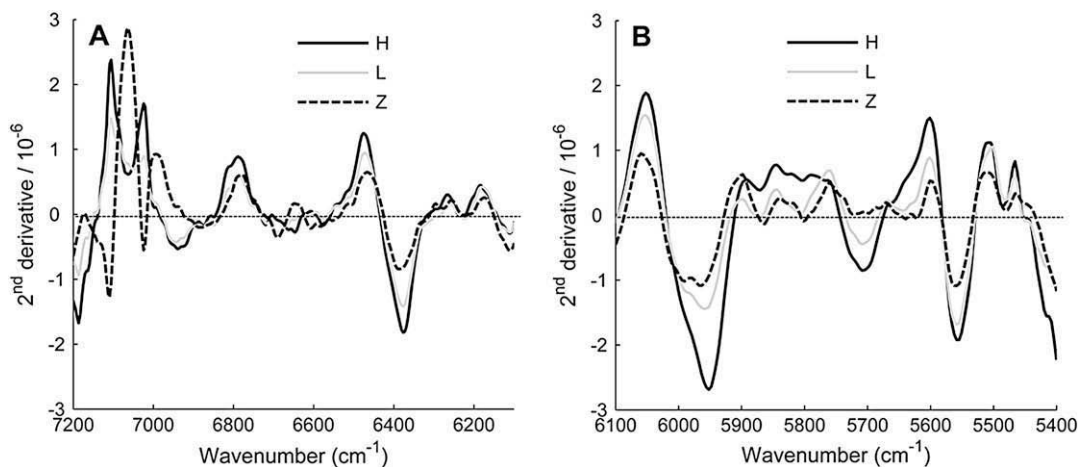 A
H
L
Z
3
2
1
0
-1
-2
-3
2nd derivative / 10-6
7200 7000 6800 6600 6400 6200
Wavenumber (cm-1)
B
H
L
Z
3
2
1
0
-1
-2
-3
2nd derivative / 10-6
6100 6000 5900 5800 5700 5600 5500 5400
Wavenumber (cm-1)